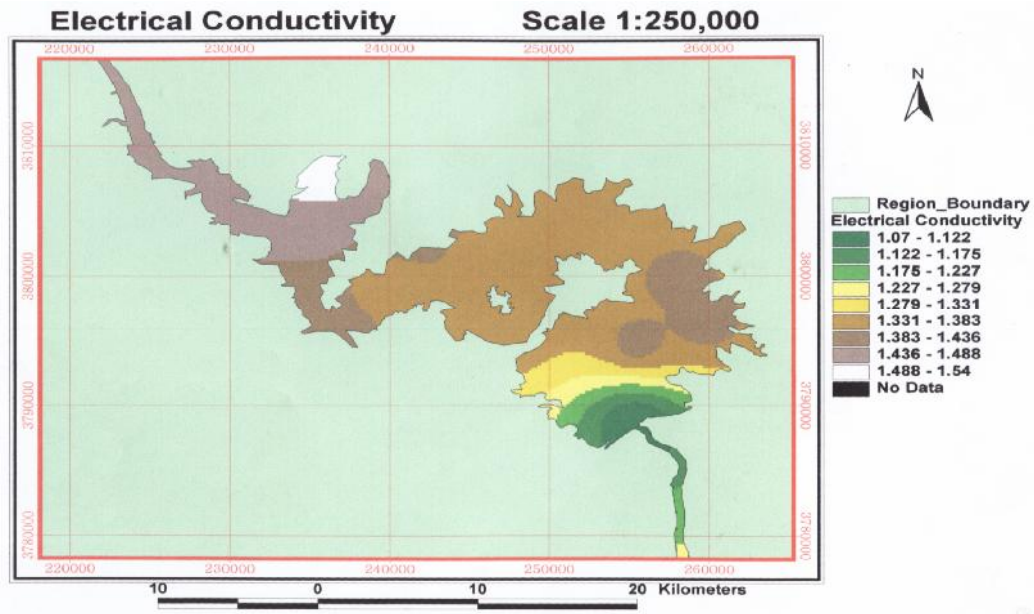 Electrical Conductivity Scale 1:250,000
220000 230000 240000 250000 260000
N
3810000 3810000
3800000 3800000
3790000 3790000
3780000 3780000
Region_Boundary
Electrical Conductivity
1.07 - 1.122
1.122 - 1.175
1.175 - 1.227
1.227 - 1.279
1.279 - 1.331
1.331 - 1.383
1.383 - 1.436
1.436 - 1.488
1.488 - 1.54
No Data
220000 230000 240000 250000 260000
10 0 10 20 Kilometers